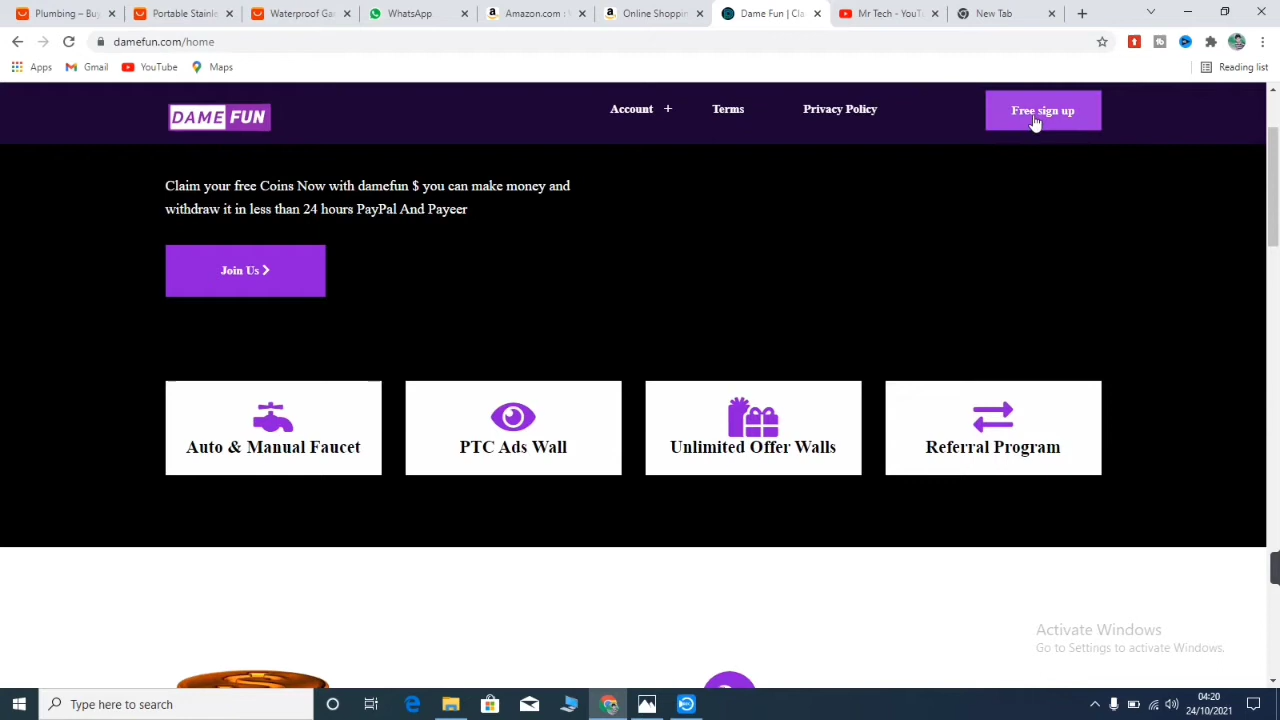 Plumbing – Buy
Portable Stainle
Waterproof Gar
WhatsApp
Amazon.com
Online Shoppin
Dame Fun | Cla
Mr Tech - YouT
New Tab
damefun.com/home
Apps
Gmail
YouTube
Maps
Reading list
DAME FUN
Account +
Terms
Privacy Policy
Free sign up
Claim your free Coins Now with damefun $ you can make money and
withdraw it in less than 24 hours PayPal And Payeer
Join Us
Auto & Manual Faucet
PTC Ads Wall
Unlimited Offer Walls
Referral Program
Activate Windows
Go to Settings to activate Windows.
Type here to search
04:20
24/10/2021